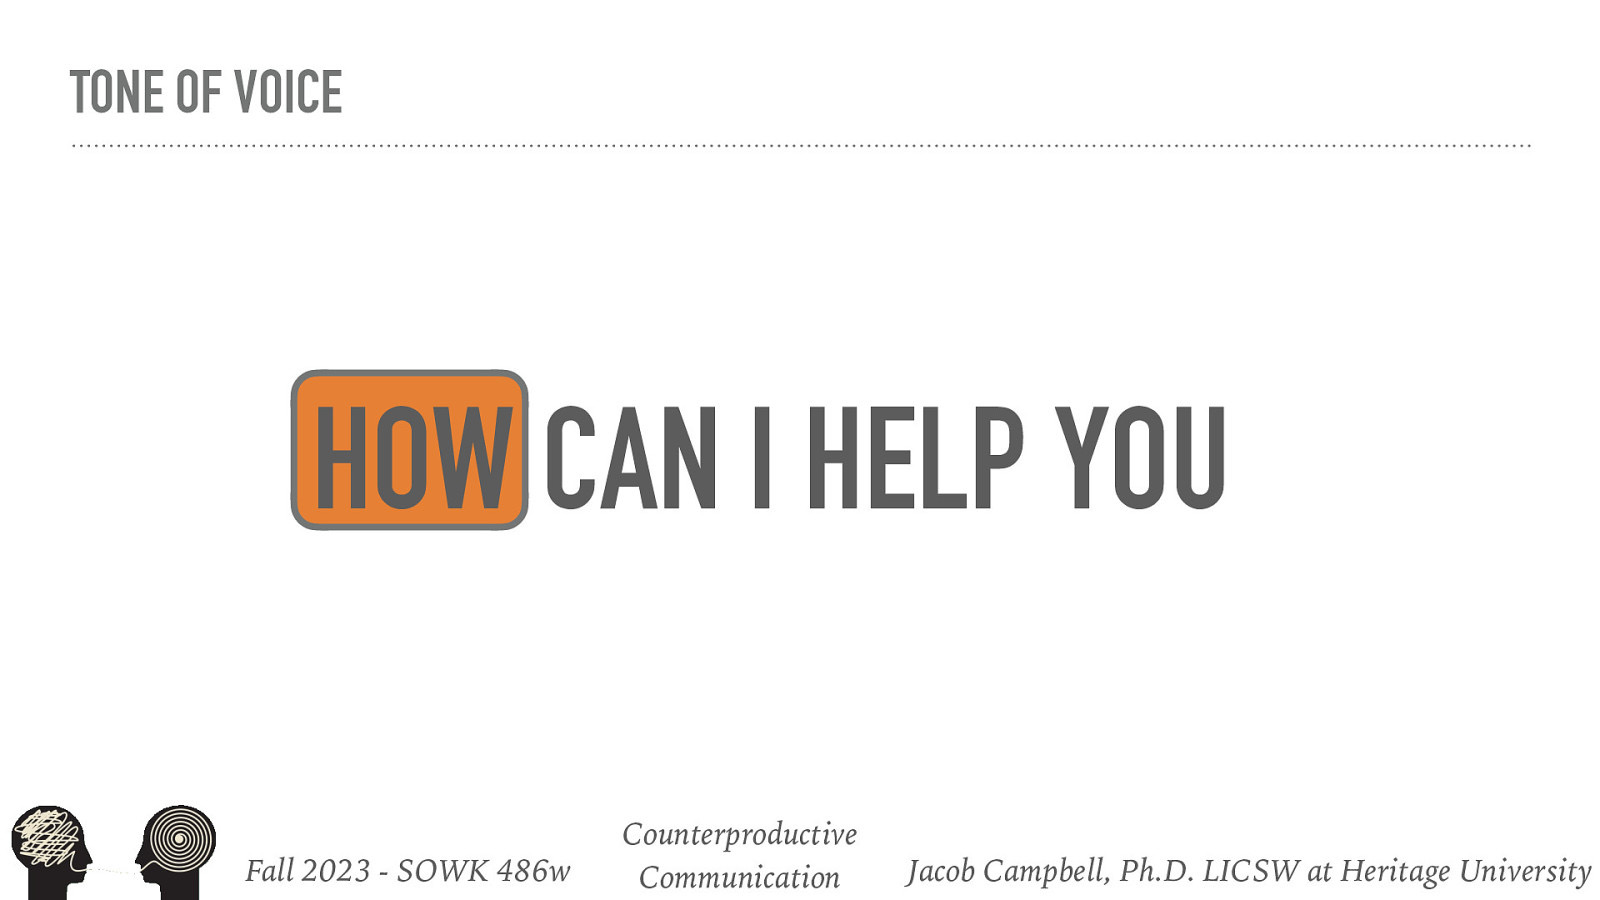 TONE OF VOICE
HOW CAN I HELP YOU
Fall 2023 - SOWK 486w
Counterproductive
Communication
Jacob Campbell, Ph.D. LICSW at Heritage University